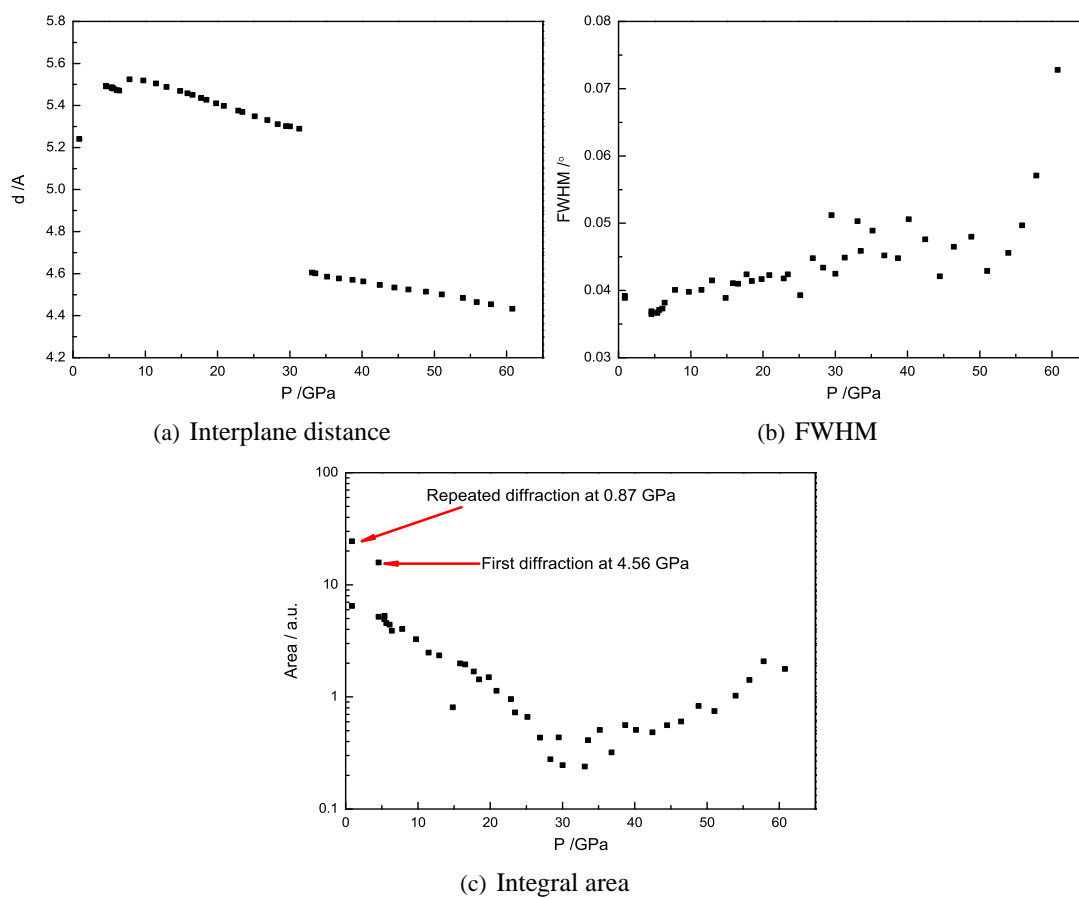 5.8
5.6
5.4
5.2
5.0
4.8
4.6
4.4
4.2
d /A
0 10 20 30 40 50 60
P /GPa
(a) Interplane distance
0.08
0.07
0.06
0.05
0.04
0.03
FWHM /°
0 10 20 30 40 50 60
P /GPa
(b) FWHM
100
10
1
0.1
Area / a.u.
Repeated diffraction at 0.87 GPa
First diffraction at 4.56 GPa
0 10 20 30 40 50 60
P /GPa
(c) Integral area